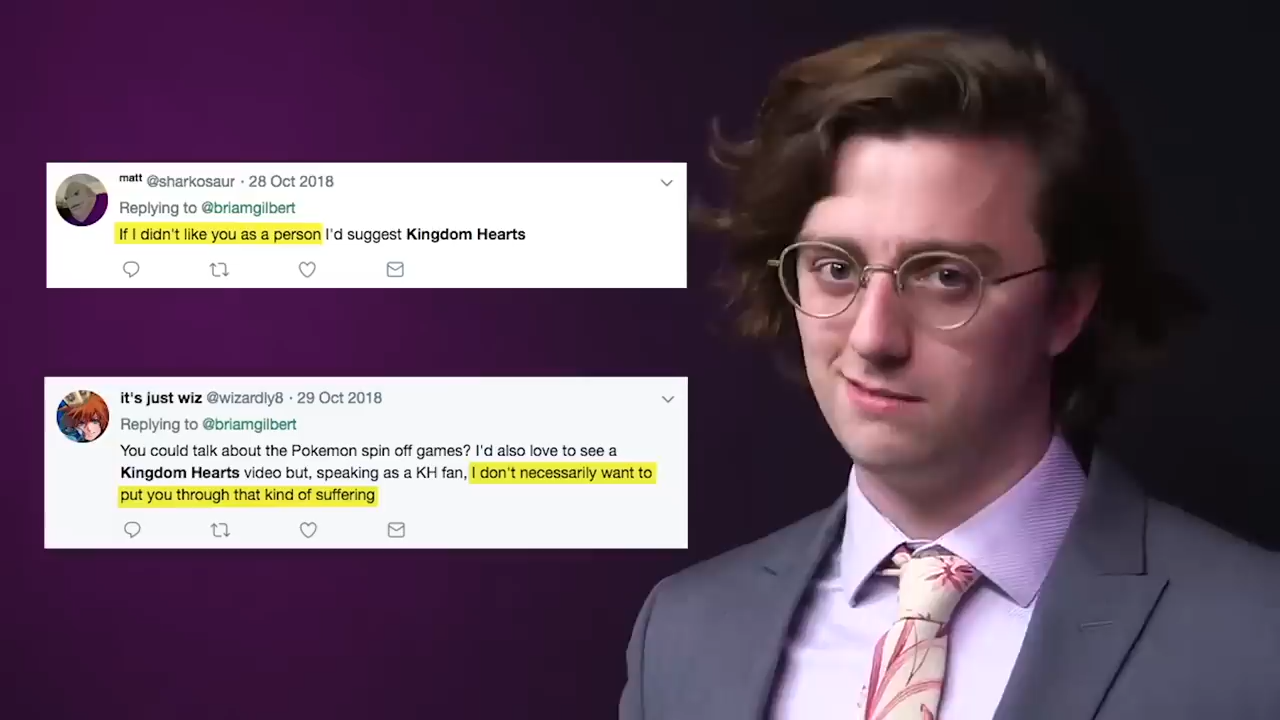 matt @sharkosaur · 28 Oct 2018
Replying to @briamgilbert
If I didn't like you as a person I'd suggest Kingdom Hearts
it's just wiz @wizardly8 · 29 Oct 2018
Replying to @briamgilbert
You could talk about the Pokemon spin off games? I'd also love to see a
Kingdom Hearts video but, speaking as a KH fan, I don't necessarily want to
put you through that kind of suffering